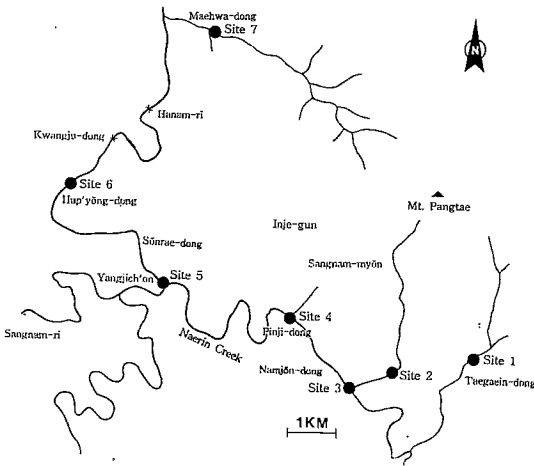 Maehwa-dong
Site 7
N
Hanam-ri
Kwangju-dong
Site 6
Hup'yŏng-dong
Mt. Pangtae
Inje-gun
Sŏnrae-dong
Sangnam-myŏn
Yangjich'on
Site 5
Site 4
Pinji-dong
Sangnam-ri
Naerin Creek
Site 1
Namjŏn-dong
Site 2
Site 3
Taegaein-dong
1KM